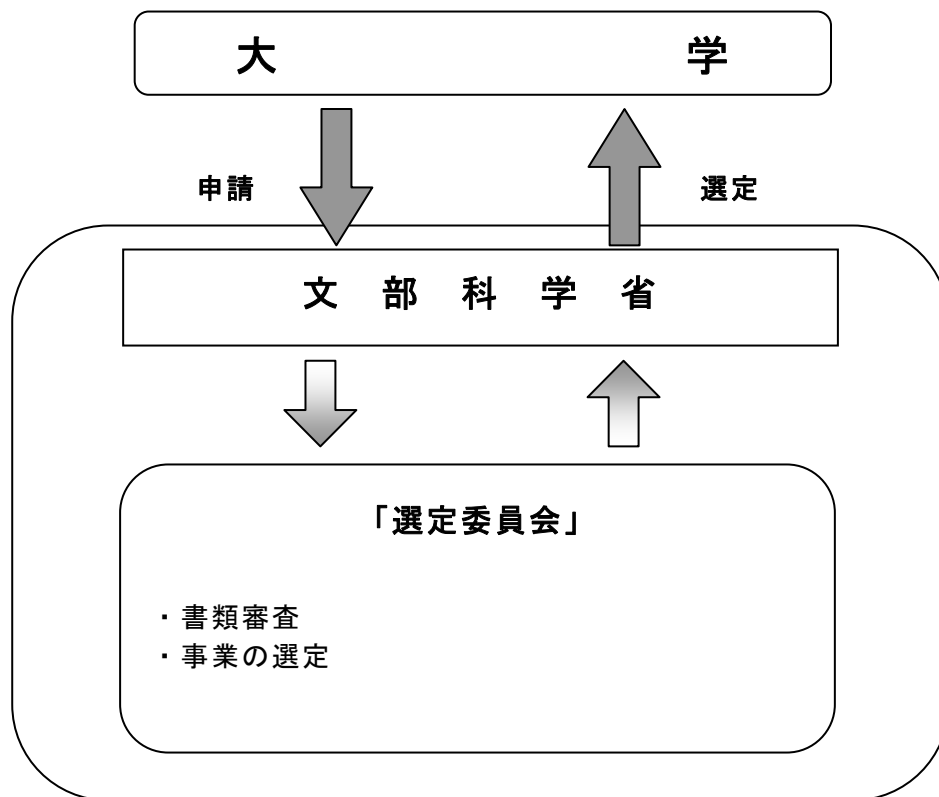 大学
申請
選定
文部科学省
「選定委員会」
・書類審査
・事業の選定